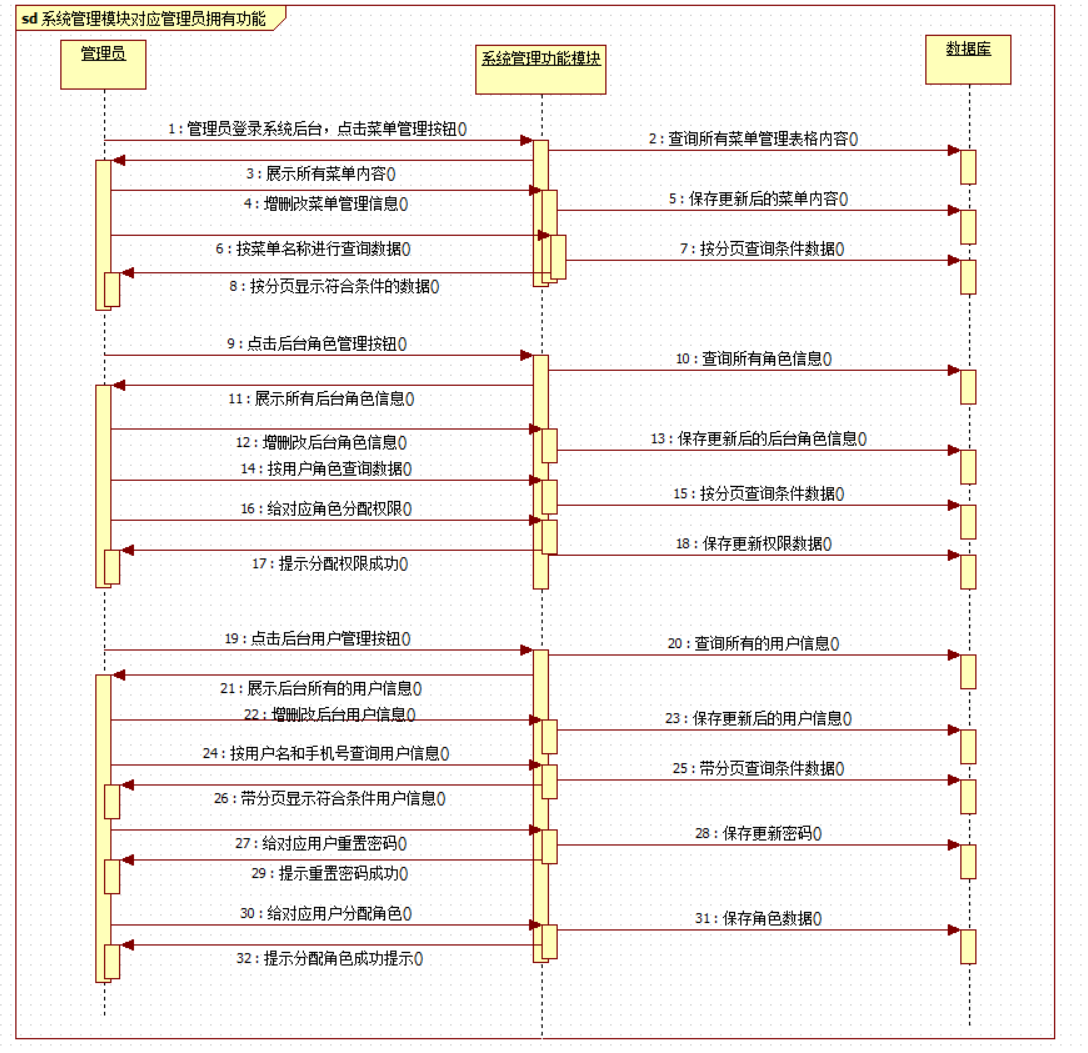 sd 系统管理模块对应管理员拥有功能
管理员
系统管理功能模块
数据库
1 : 管理员登录系统后台，点击菜单管理按钮()
2 : 查询所有菜单管理表格内容()
3 : 展示所有菜单内容()
4 : 增删改菜单管理信息()
5 : 保存更新后的菜单内容()
6 : 按菜单名称进行查询数据()
7 : 按分页查询条件数据()
8 : 按分页显示符合条件的数据()
9 : 点击后台角色管理按钮()
10 : 查询所有角色信息()
11 : 展示所有后台角色信息()
12 : 增删改后台角色信息()
13 : 保存更新后的后台角色信息()
14 : 按用户角色查询数据()
15 : 按分页查询条件数据()
16 : 给对应角色分配权限()
17 : 提示分配权限成功()
18 : 保存更新权限数据()
19 : 点击后台用户管理按钮()
20 : 查询所有的用户信息()
21 : 展示后台所有的用户信息()
22 : 增删改后台用户信息()
23 : 保存更新后的用户信息()
24 : 按用户名和手机号查询用户信息()
25 : 带分页查询条件数据()
26 : 带分页显示符合条件用户信息()
27 : 给对应用户重置密码()
28 : 保存更新密码()
29 : 提示重置密码成功()
30 : 给对应用户分配角色()
31 : 保存角色数据()
32 : 提示分配角色成功提示()